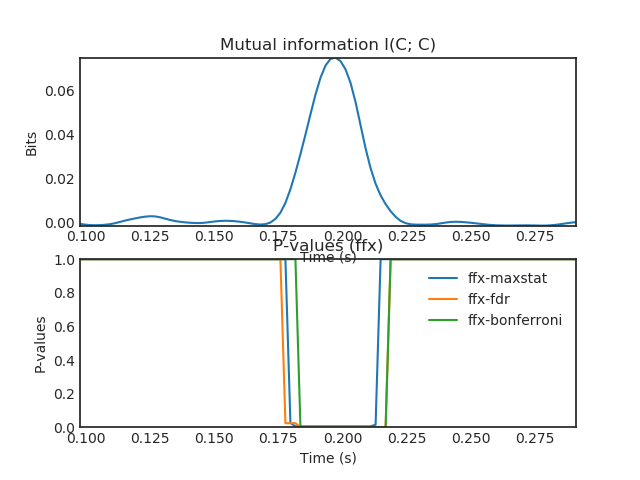 Mutual information I(C; C)
Bits
0.06
0.04
0.02
0.00
0.100 0.125 0.150 0.175 0.200 0.225 0.250 0.275
Time (s)
P-values (ffx)
P-values
1.0
0.8
0.6
0.4
0.2
0.0
ffx-maxstat
ffx-fdr
ffx-bonferroni
0.100 0.125 0.150 0.175 0.200 0.225 0.250 0.275
Time (s)